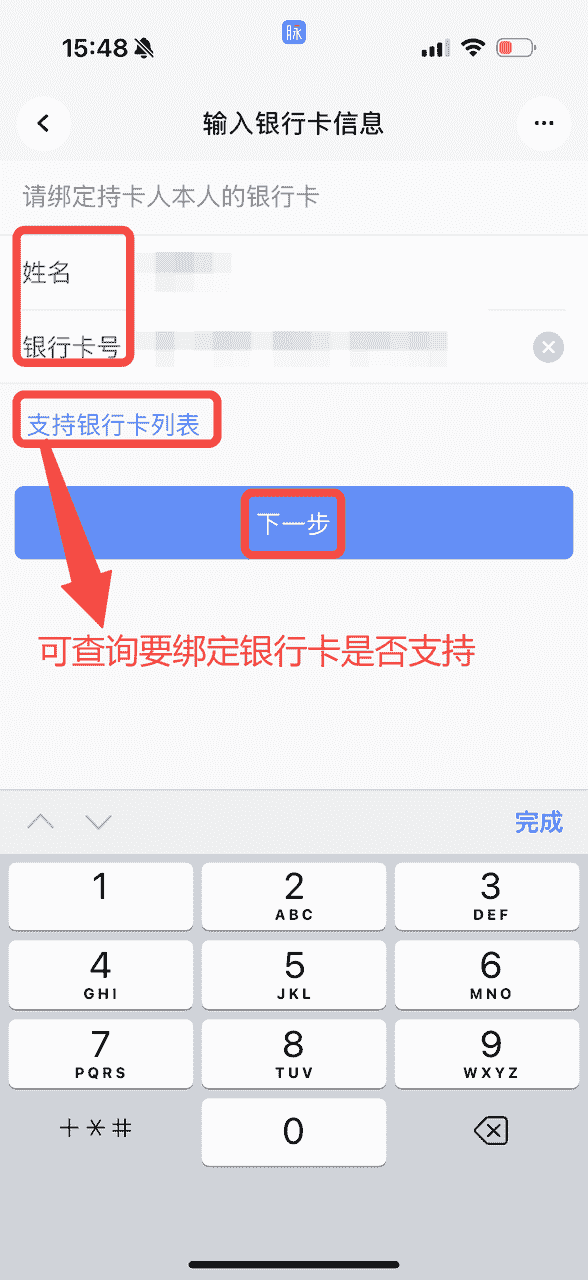 15:48
脉
输入银行卡信息
请绑定持卡人本人的银行卡
姓名
银行卡号
支持银行卡列表
下一步
可查询要绑定银行卡是否支持
完成
1
2
ABC
3
DEF
4
GHI
5
JKL
6
MNO
7
PQRS
8
TUV
9
WXYZ
+*#
0